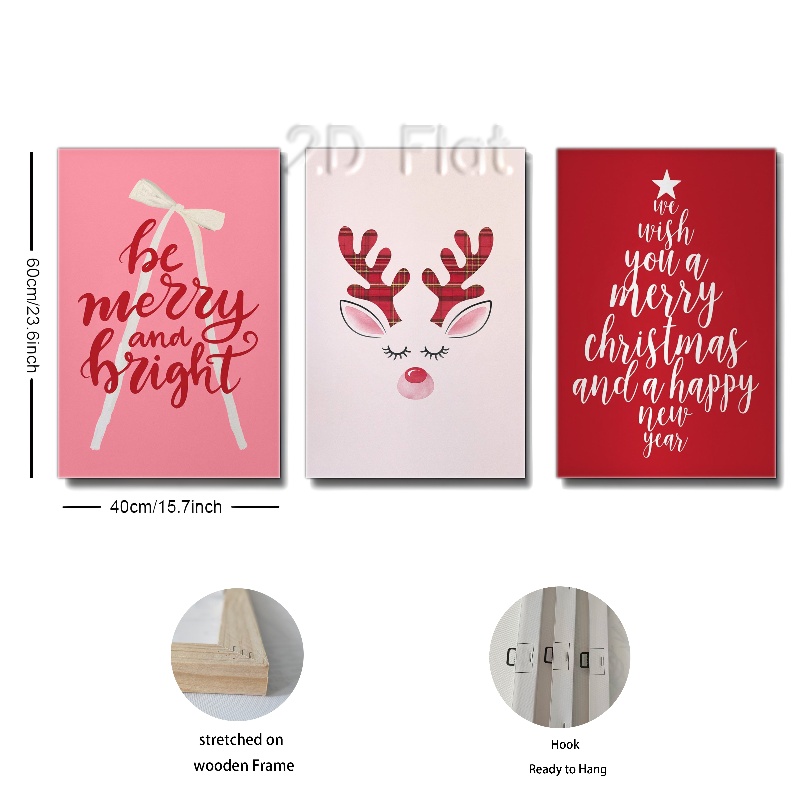 2.D Flat.
60cm/23.6inch
be
merry
and
bright
we
wish
you a
merry
christmas
and a happy
new
year
40cm/15.7inch
stretched on
wooden Frame
Hook
Ready to Hang